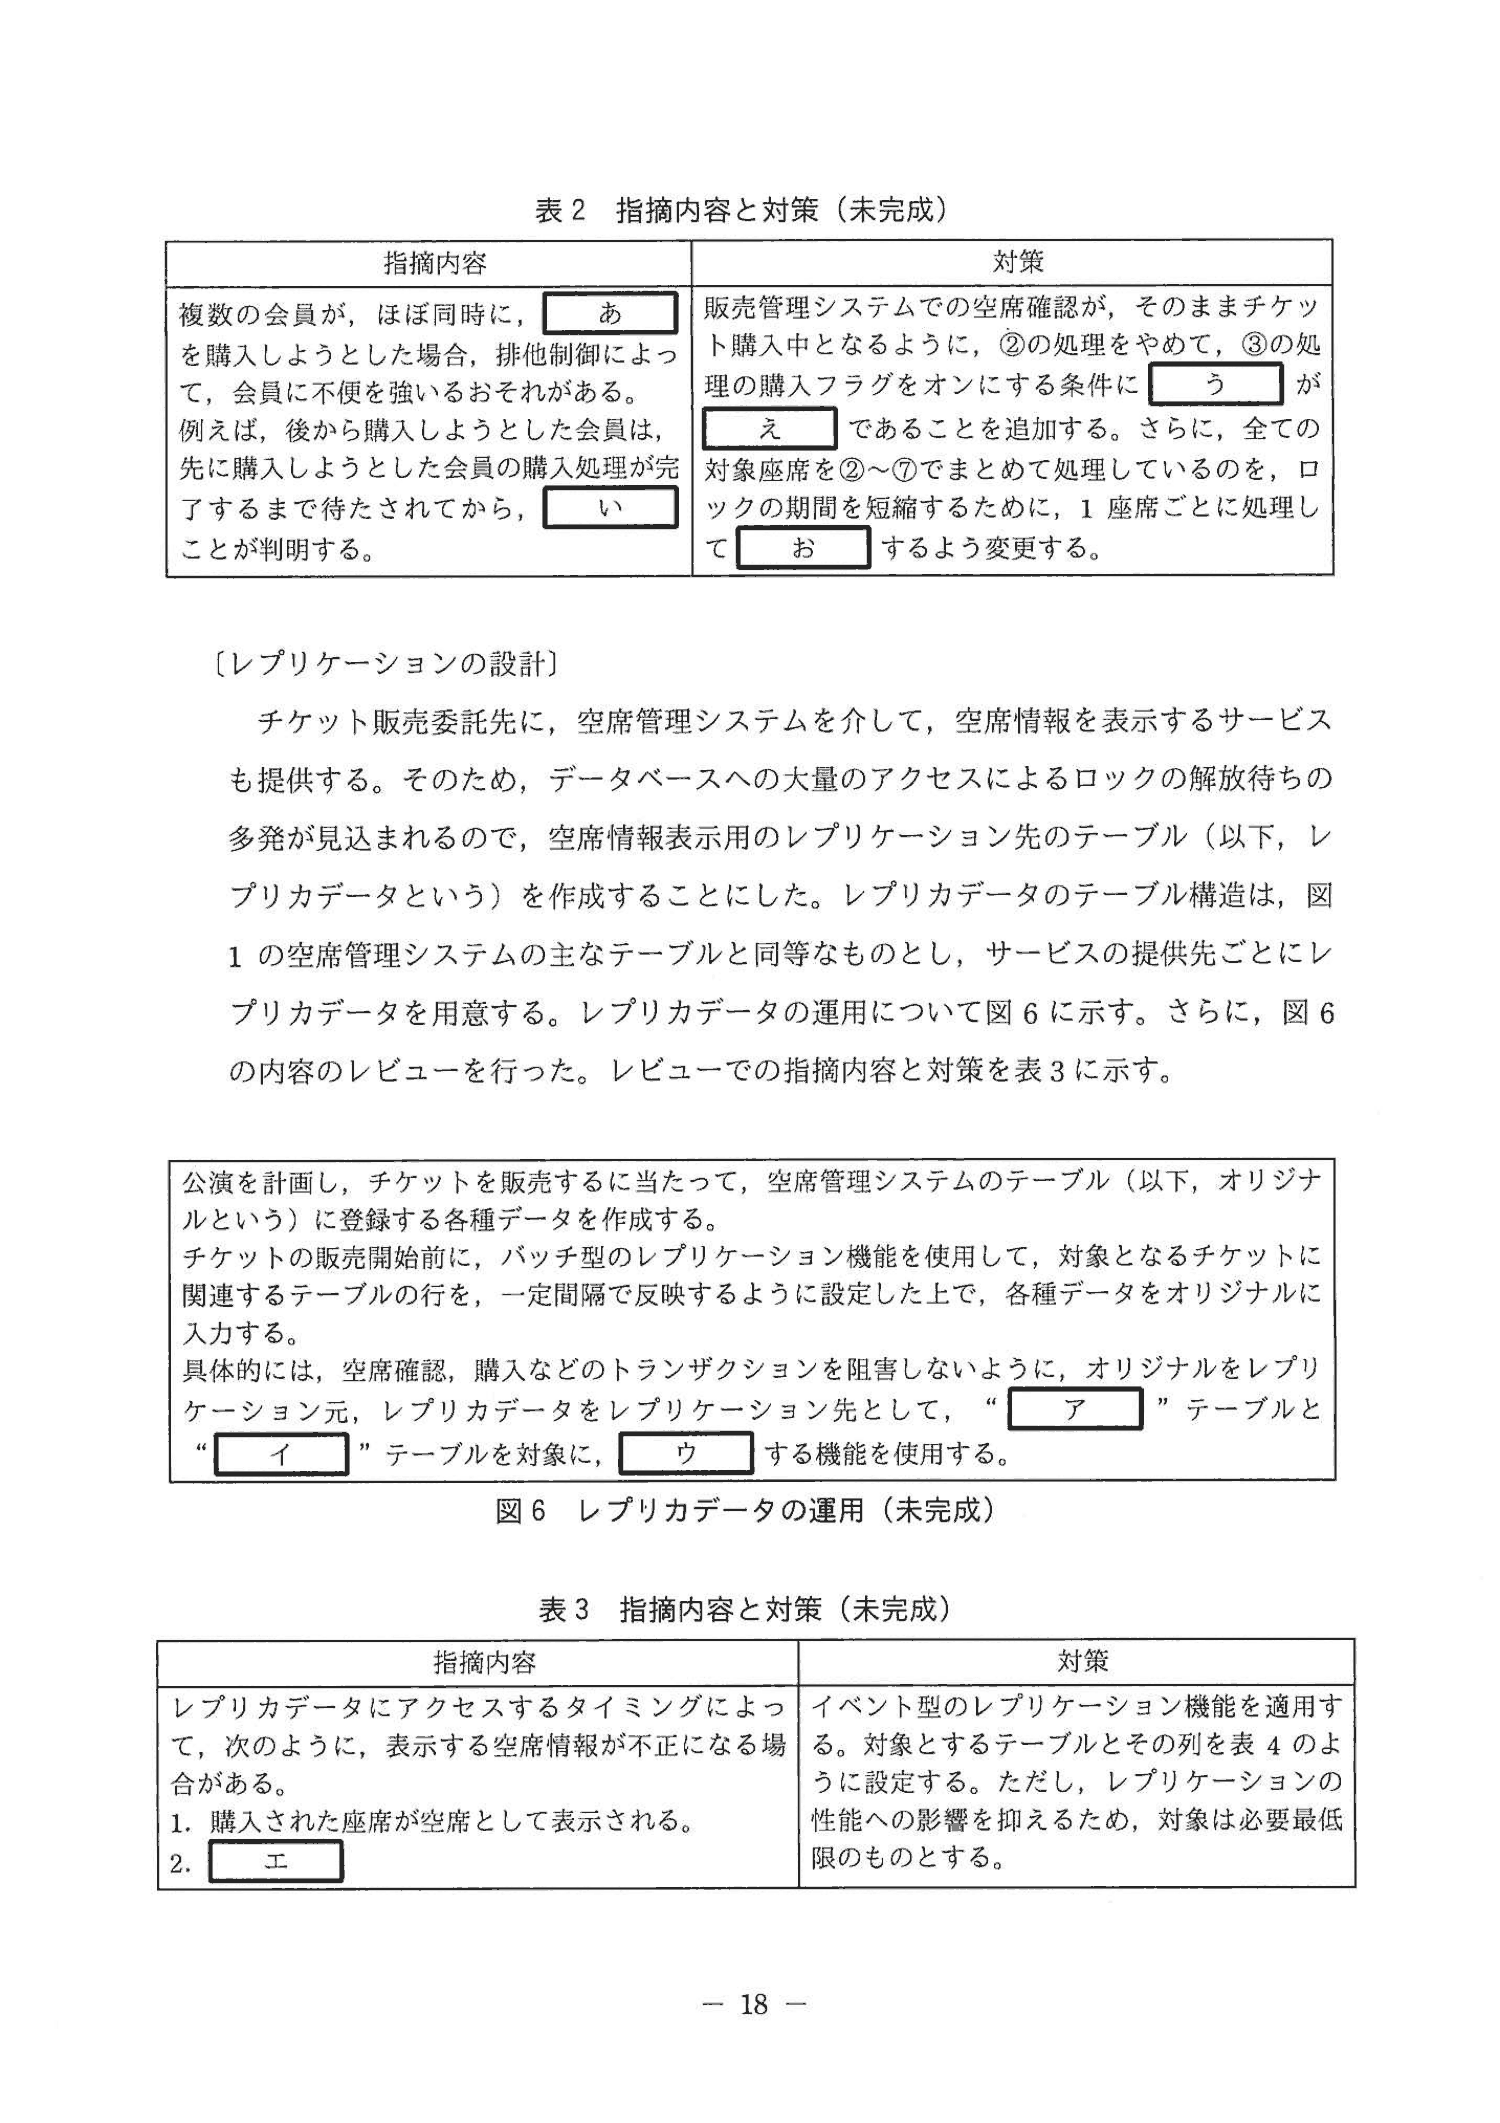 表2 指摘内容と対策（未完成）
指摘内容
対策
複数の会員が，ほぼ同時に， あ
を購入しようとした場合，排他制御によっ
て，会員に不便を強いるおそれがある。
例えば，後から購入しようとした会員は，
先に購入しようとした会員の購入処理が完
了するまで待たされてから， い
ことが判明する。
販売管理システムでの空席確認が，そのままチケッ
ト購入中となるように，②の処理をやめて，③の処
理の購入フラグをオンにする条件に う が
え であることを追加する。さらに，全ての
対象座席を②～⑦でまとめて処理しているのを，ロ
ックの期間を短縮するために，1 座席ごとに処理し
て お するよう変更する。
〔レプリケーションの設計〕
チケット販売委託先に，空席管理システムを介して，空席情報を表示するサービス
も提供する。そのため，データベースへの大量のアクセスによるロックの解放待ちの
多発が見込まれるので，空席情報表示用のレプリケーション先のテーブル（以下，レ
プリカデータという）を作成することにした。レプリカデータのテーブル構造は，図
1 の空席管理システムの主なテーブルと同等なものとし，サービスの提供先ごとにレ
プリカデータを用意する。レプリカデータの運用について図 6 に示す。さらに，図 6
の内容のレビューを行った。レビューでの指摘内容と対策を表 3 に示す。
公演を計画し，チケットを販売するに当たって，空席管理システムのテーブル（以下，オリジナ
ルという）に登録する各種データを作成する。
チケットの販売開始前に，バッチ型のレプリケーション機能を使用して，対象となるチケットに
関連するテーブルの行を，一定間隔で反映するように設定した上で，各種データをオリジナルに
入力する。
具体的には，空席確認，購入などのトランザクションを阻害しないように，オリジナルをレプリ
ケーション元，レプリカデータをレプリケーション先として，“ ア ”テーブルと
“ イ ”テーブルを対象に， ウ する機能を使用する。
図6 レプリカデータの運用（未完成）
表3 指摘内容と対策（未完成）
指摘内容
対策
レプリカデータにアクセスするタイミングによっ
て，次のように，表示する空席情報が不正になる場
合がある。
1. 購入された座席が空席として表示される。
2. エ
イベント型のレプリケーション機能を適用す
る。対象とするテーブルとその列を表 4 のよ
うに設定する。ただし，レプリケーションの
性能への影響を抑えるため，対象は必要最低
限のものとする。
－ 18 －